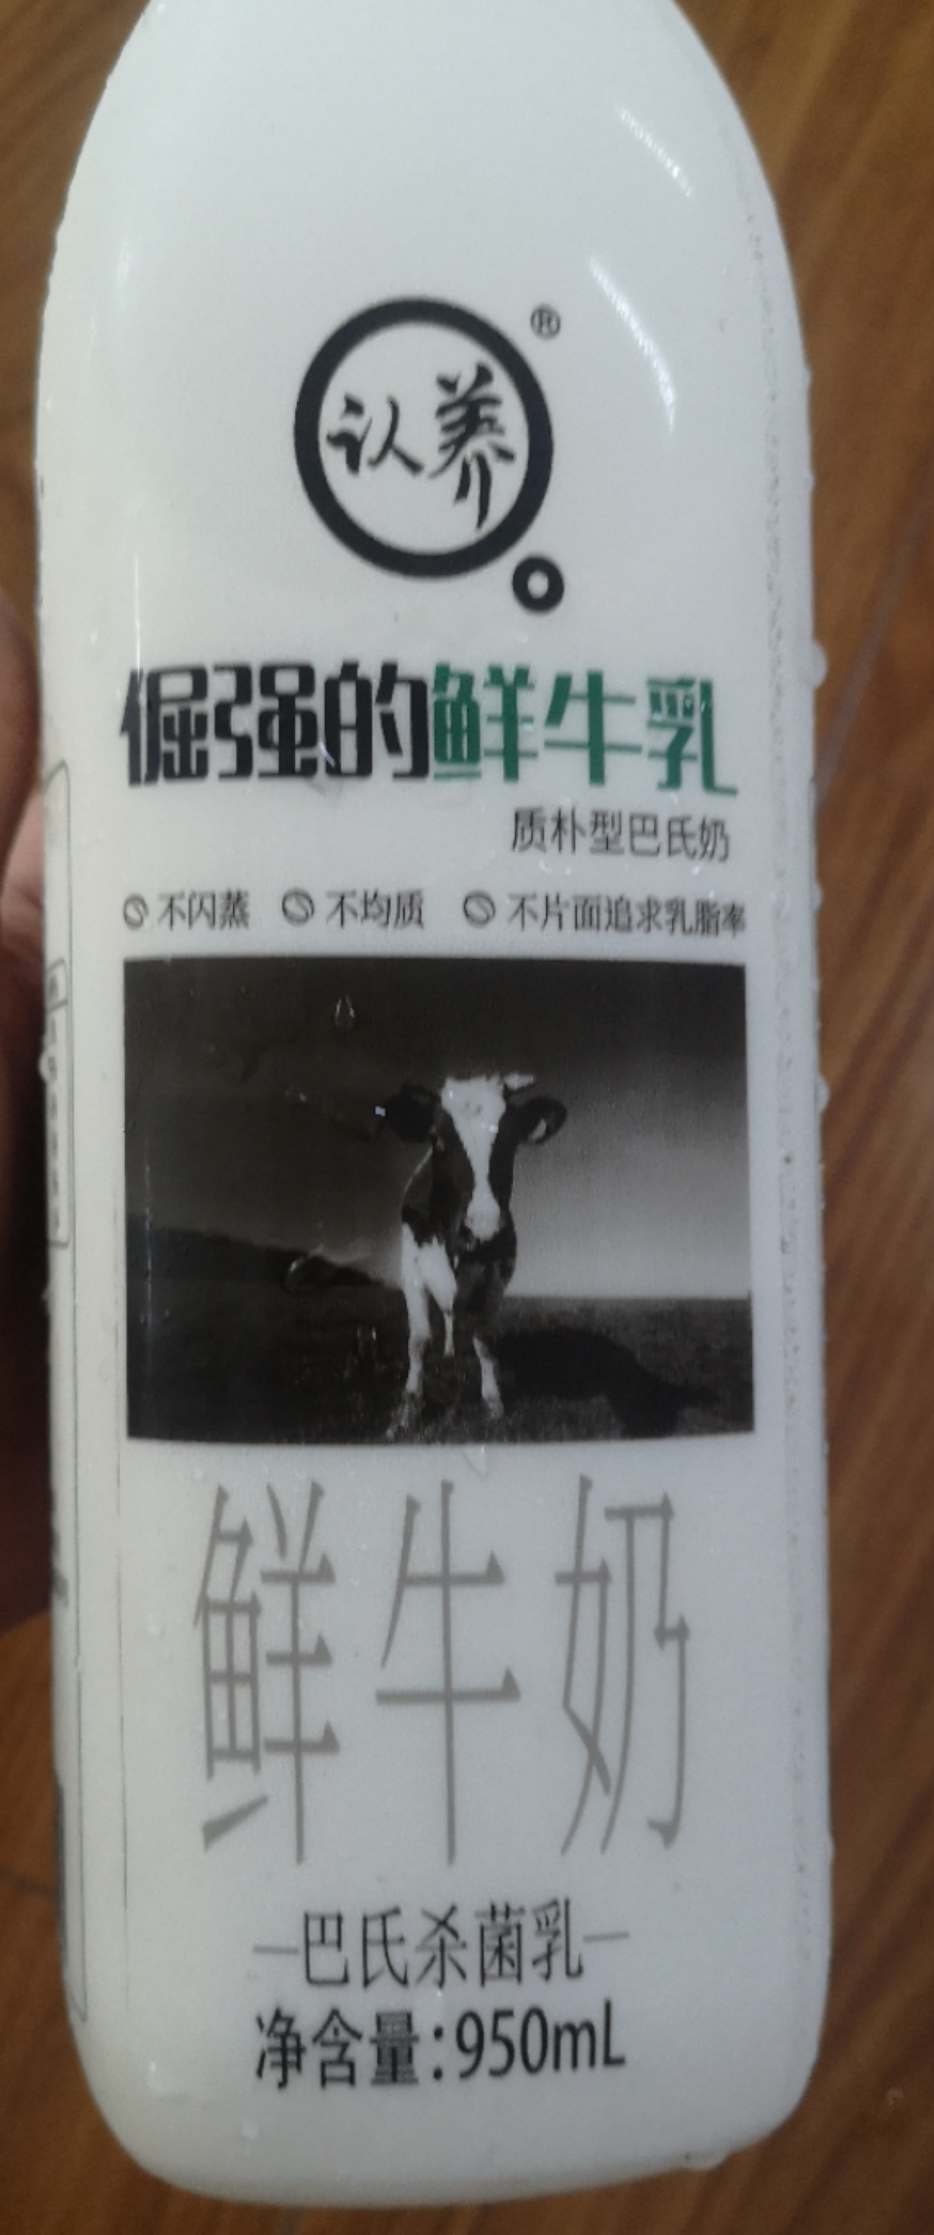 认养
®
倔强的鲜牛乳
质朴型巴氏奶
不闪蒸 不均质 不片面追求乳脂率
鲜牛奶
巴氏杀菌乳
净含量:950mL